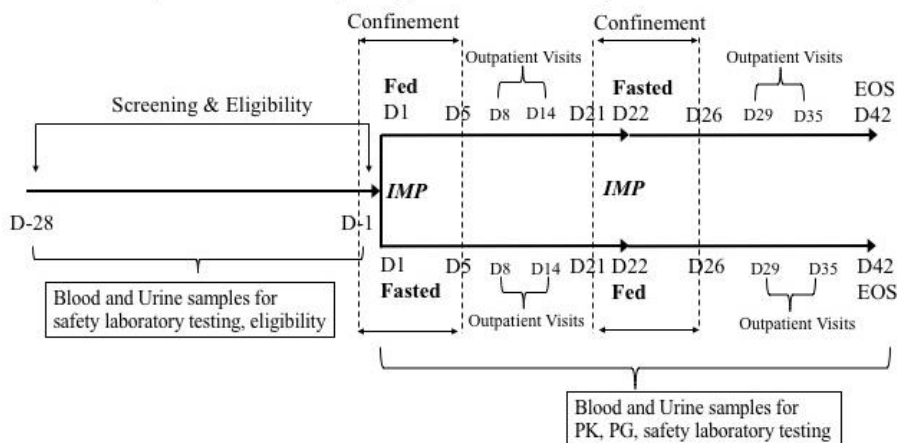 Confinement Confinement
Outpatient Visits Outpatient Visits
Fed Fasted
Screening & Eligibility
EOS
D1 D5 D8 D14 D21 D22 D26 D29 D35 D42
IMP IMP
D-28 D-1
D1 D5 D8 D14 D21 D22 D26 D29 D35 D42
Fasted Fed EOS
Outpatient Visits Outpatient Visits
Blood and Urine samples for
safety laboratory testing, eligibility
Blood and Urine samples for
PK, PG, safety laboratory testing